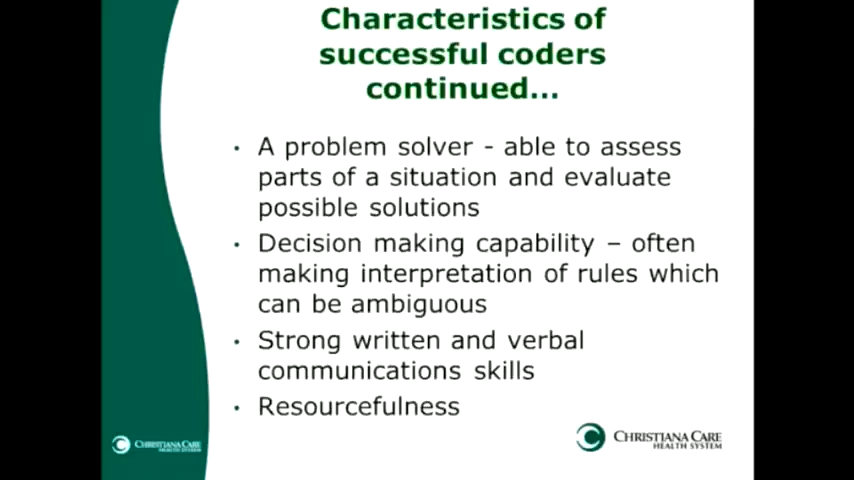 Characteristics of
successful coders
continued...
• A problem solver - able to assess
parts of a situation and evaluate
possible solutions
• Decision making capability – often
making interpretation of rules which
can be ambiguous
• Strong written and verbal
communications skills
• Resourcefulness
CHRISTIANA CARE
HEALTH SYSTEM
CHRISTIANA CARE
HEALTH SYSTEM